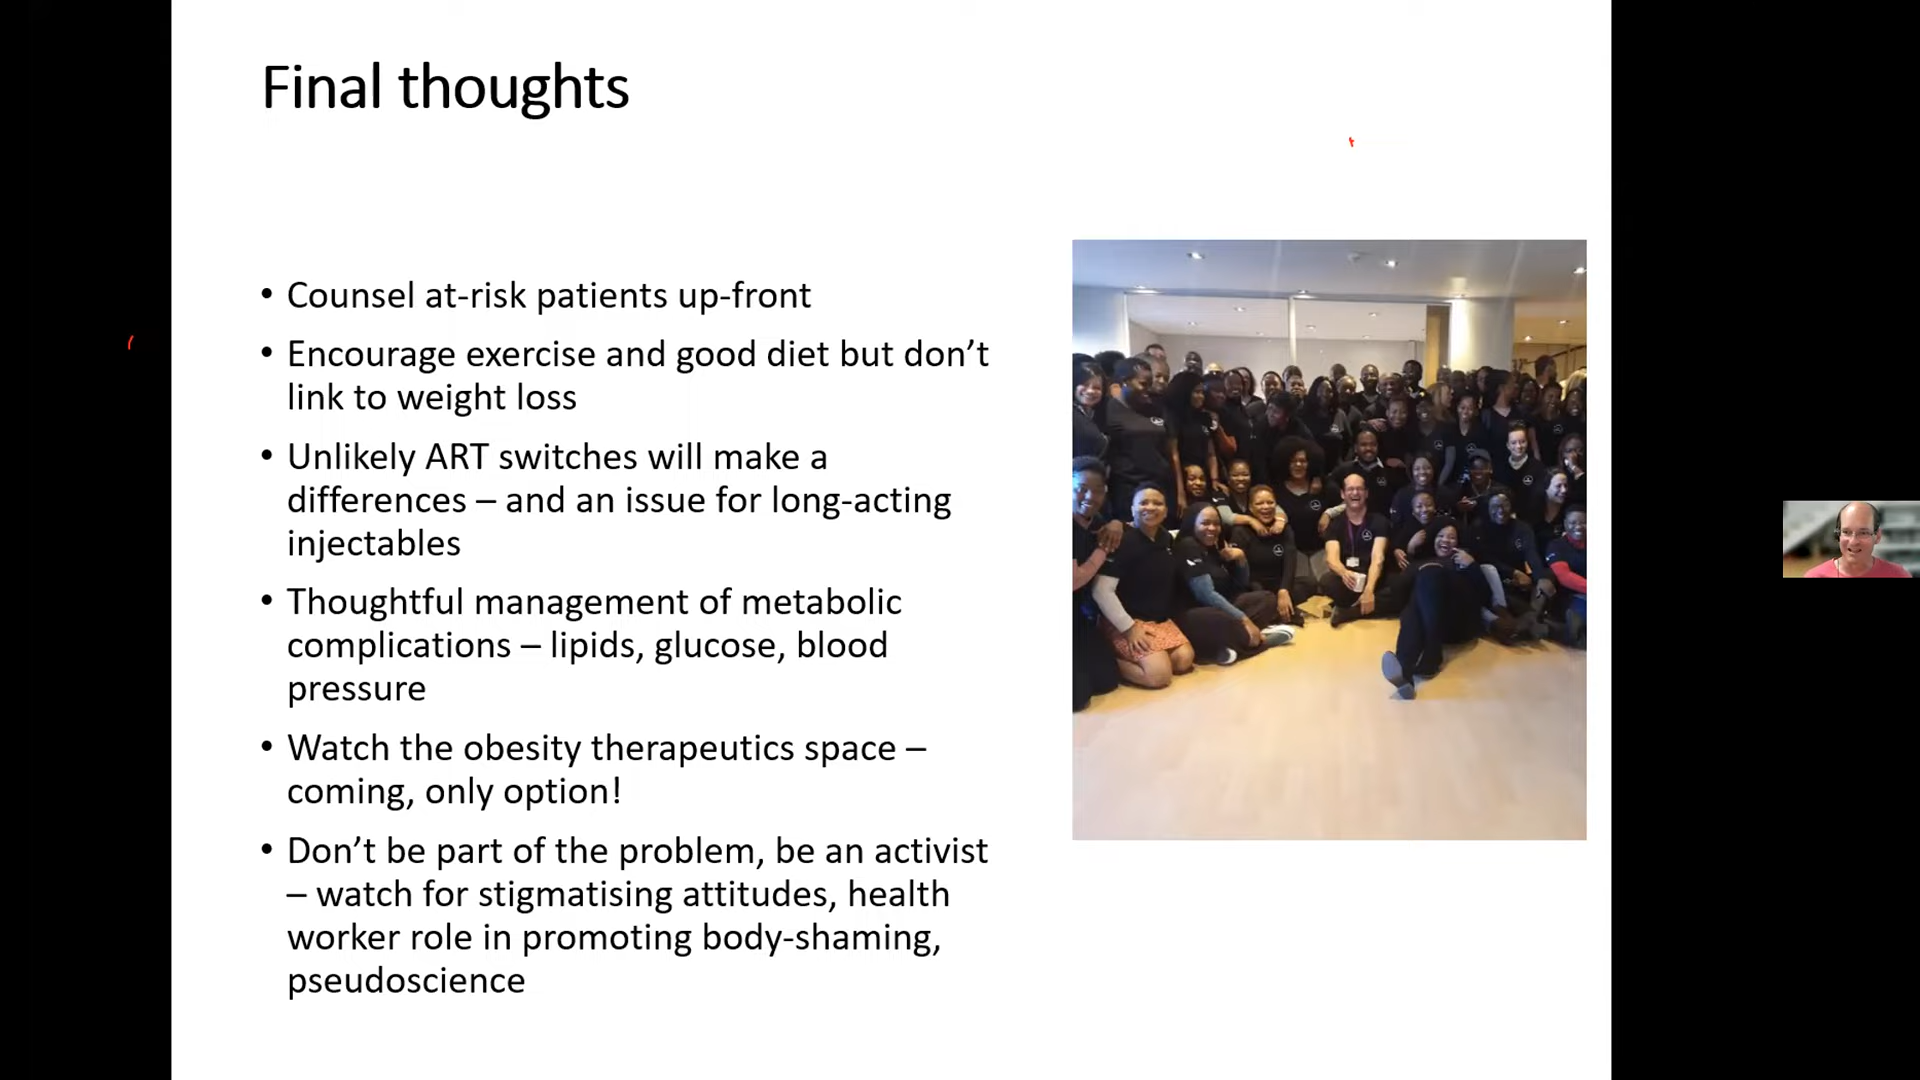 Final thoughts
• Counsel at-risk patients up-front
• Encourage exercise and good diet but don’t
link to weight loss
• Unlikely ART switches will make a
differences – and an issue for long-acting
injectables
• Thoughtful management of metabolic
complications – lipids, glucose, blood
pressure
• Watch the obesity therapeutics space –
coming, only option!
• Don’t be part of the problem, be an activist
– watch for stigmatising attitudes, health
worker role in promoting body-shaming,
pseudoscience